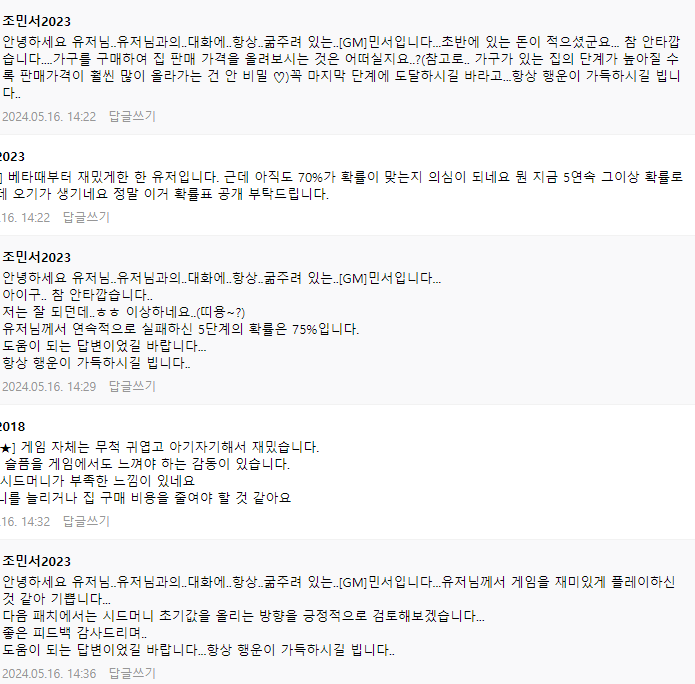 조민서2023
안녕하세요 유저님..유저님과의..대화에..항상..굶주려 있는..[GM]민서입니다...초반에 있는 돈이 적으셨군요... 참 안타깝
습니다....가구를 구매하여 집 판매 가격을 올려보시는 것은 어떠실지요..?(참고로.. 가구가 있는 집의 단계가 높아질 수
록 판매가격이 훨씬 많이 올라가는 건 안 비밀 ♡)꼭 마지막 단계에 도달하시길 바라고...항상 행운이 가득하시길 빕니
다..
2024.05.16. 14:22 답글쓰기
2023
] 베타때부터 재밌게한 한 유저입니다. 근데 아직도 70%가 확률이 맞는지 의심이 되네요 뭔 지금 5연속 그이상 확률로
데 오기가 생기네요 정말 이거 확률표 공개 부탁드립니다.
.16. 14:22 답글쓰기
조민서2023
안녕하세요 유저님..유저님과의..대화에..항상..굶주려 있는..[GM]민서입니다...
아이구.. 참 안타깝습니다..
저는 잘 되던데..ㅎㅎ 이상하네요..(띠용~?)
유저님께서 연속적으로 실패하신 5단계의 확률은 75%입니다.
도움이 되는 답변이었길 바랍니다...
항상 행운이 가득하시길 빕니다..
2024.05.16. 14:29 답글쓰기
2018
★] 게임 자체는 무척 귀엽고 아기자기해서 재밌습니다.
슬픔을 게임에서도 느껴야 하는 감동이 있습니다.
시드머니가 부족한 느낌이 있네요
니를 늘리거나 집 구매 비용을 줄여야 할 것 같아요
.16. 14:32 답글쓰기
조민서2023
안녕하세요 유저님..유저님과의..대화에..항상..굶주려 있는..[GM]민서입니다...유저님께서 게임을 재미있게 플레이하신
것 같아 기쁩니다...
다음 패치에서는 시드머니 초기값을 올리는 방향을 긍정적으로 검토해보겠습니다...
좋은 피드백 감사드리며..
도움이 되는 답변이었길 바랍니다...항상 행운이 가득하시길 빕니다..
2024.05.16. 14:36 답글쓰기